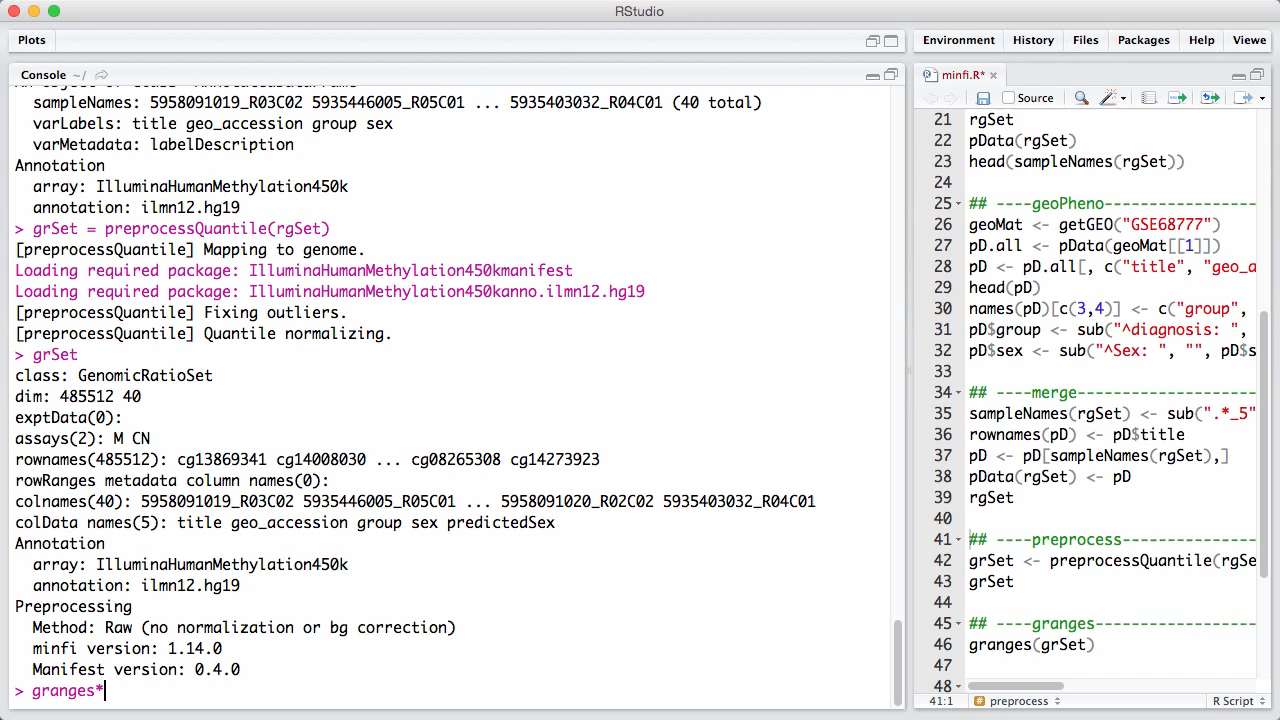 RStudio
Plots
Console ~/
sampleNames: 5958091019_R03C02 5935446005_R05C01 ... 5935403032_R04C01 (40 total)
varLabels: title geo_accession group sex
varMetadata: labelDescription
Annotation
array: IlluminaHumanMethylation450k
annotation: ilmn12.hg19
> grSet = preprocessQuantile(rgSet)
[preprocessQuantile] Mapping to genome.
Loading required package: IlluminaHumanMethylation450kmanifest
Loading required package: IlluminaHumanMethylation450kanno.ilmn12.hg19
[preprocessQuantile] Fixing outliers.
[preprocessQuantile] Quantile normalizing.
> grSet
class: GenomicRatioSet
dim: 485512 40
exptData(0):
assays(2): M CN
rownames(485512): cg13869341 cg14008030 ... cg08265308 cg14273923
rowRanges metadata column names(0):
colnames(40): 5958091019_R03C02 5935446005_R05C01 ... 5958091020_R02C02 5935403032_R04C01
colData names(5): title geo_accession group sex predictedSex
Annotation
array: IlluminaHumanMethylation450k
annotation: ilmn12.hg19
Preprocessing
Method: Raw (no normalization or bg correction)
minfi version: 1.14.0
Manifest version: 0.4.0
> granges*
Environment History Files Packages Help Viewe
minfi.R*
Source
21 rgSet
22 pData(rgSet)
23 head(sampleNames(rgSet))
24
25 ## ----geoPheno-----------------
26 geoMat <- getGEO("GSE68777")
27 pD.all <- pData(geoMat[[1]])
28 pD <- pD.all[, c("title", "geo_a
29 head(pD)
30 names(pD)[c(3,4)] <- c("group",
31 pD$group <- sub("^diagnosis: ",
32 pD$sex <- sub("^Sex: ", "", pD$s
33
34 ## ----merge--------------------
35 sampleNames(rgSet) <- sub(".*_5"
36 rownames(pD) <- pD$title
37 pD <- pD[sampleNames(rgSet),]
38 pData(rgSet) <- pD
39 rgSet
40
41 ## ----preprocess---------------
42 grSet <- preprocessQuantile(rgSe
43 grSet
44
45 ## ----granges------------------
46 granges(grSet)
47
48
41:1 # preprocess R Script